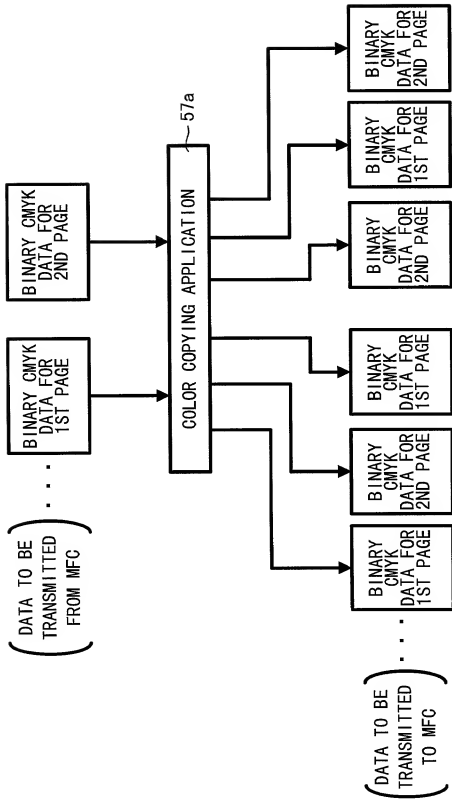 DATA TO BE
TRANSMITTED
FROM MFC
. . .
BINARY CMYK
DATA FOR
1ST PAGE
BINARY CMYK
DATA FOR
2ND PAGE
COLOR COPYING APPLICATION
57a
DATA TO BE
TRANSMITTED
TO MFC
. . .
BINARY
CMYK
DATA FOR
1ST PAGE
BINARY
CMYK
DATA FOR
2ND PAGE
BINARY
CMYK
DATA FOR
1ST PAGE
BINARY
CMYK
DATA FOR
2ND PAGE
BINARY
CMYK
DATA FOR
1ST PAGE
BINARY
CMYK
DATA FOR
2ND PAGE